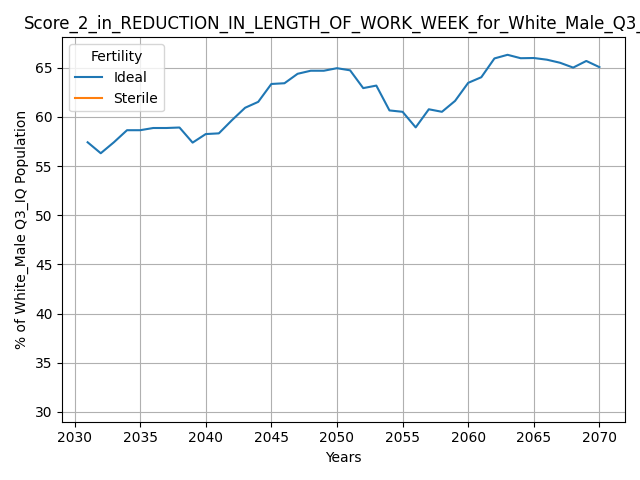 Score_2_in_REDUCTION_IN_LENGTH_OF_WORK_WEEK_for_White_Male_Q3_
Fertility
Ideal
Sterile
% of White_Male Q3_IQ Population
65
60
55
50
45
40
35
30
2030 2035 2040 2045 2050 2055 2060 2065 2070
Years